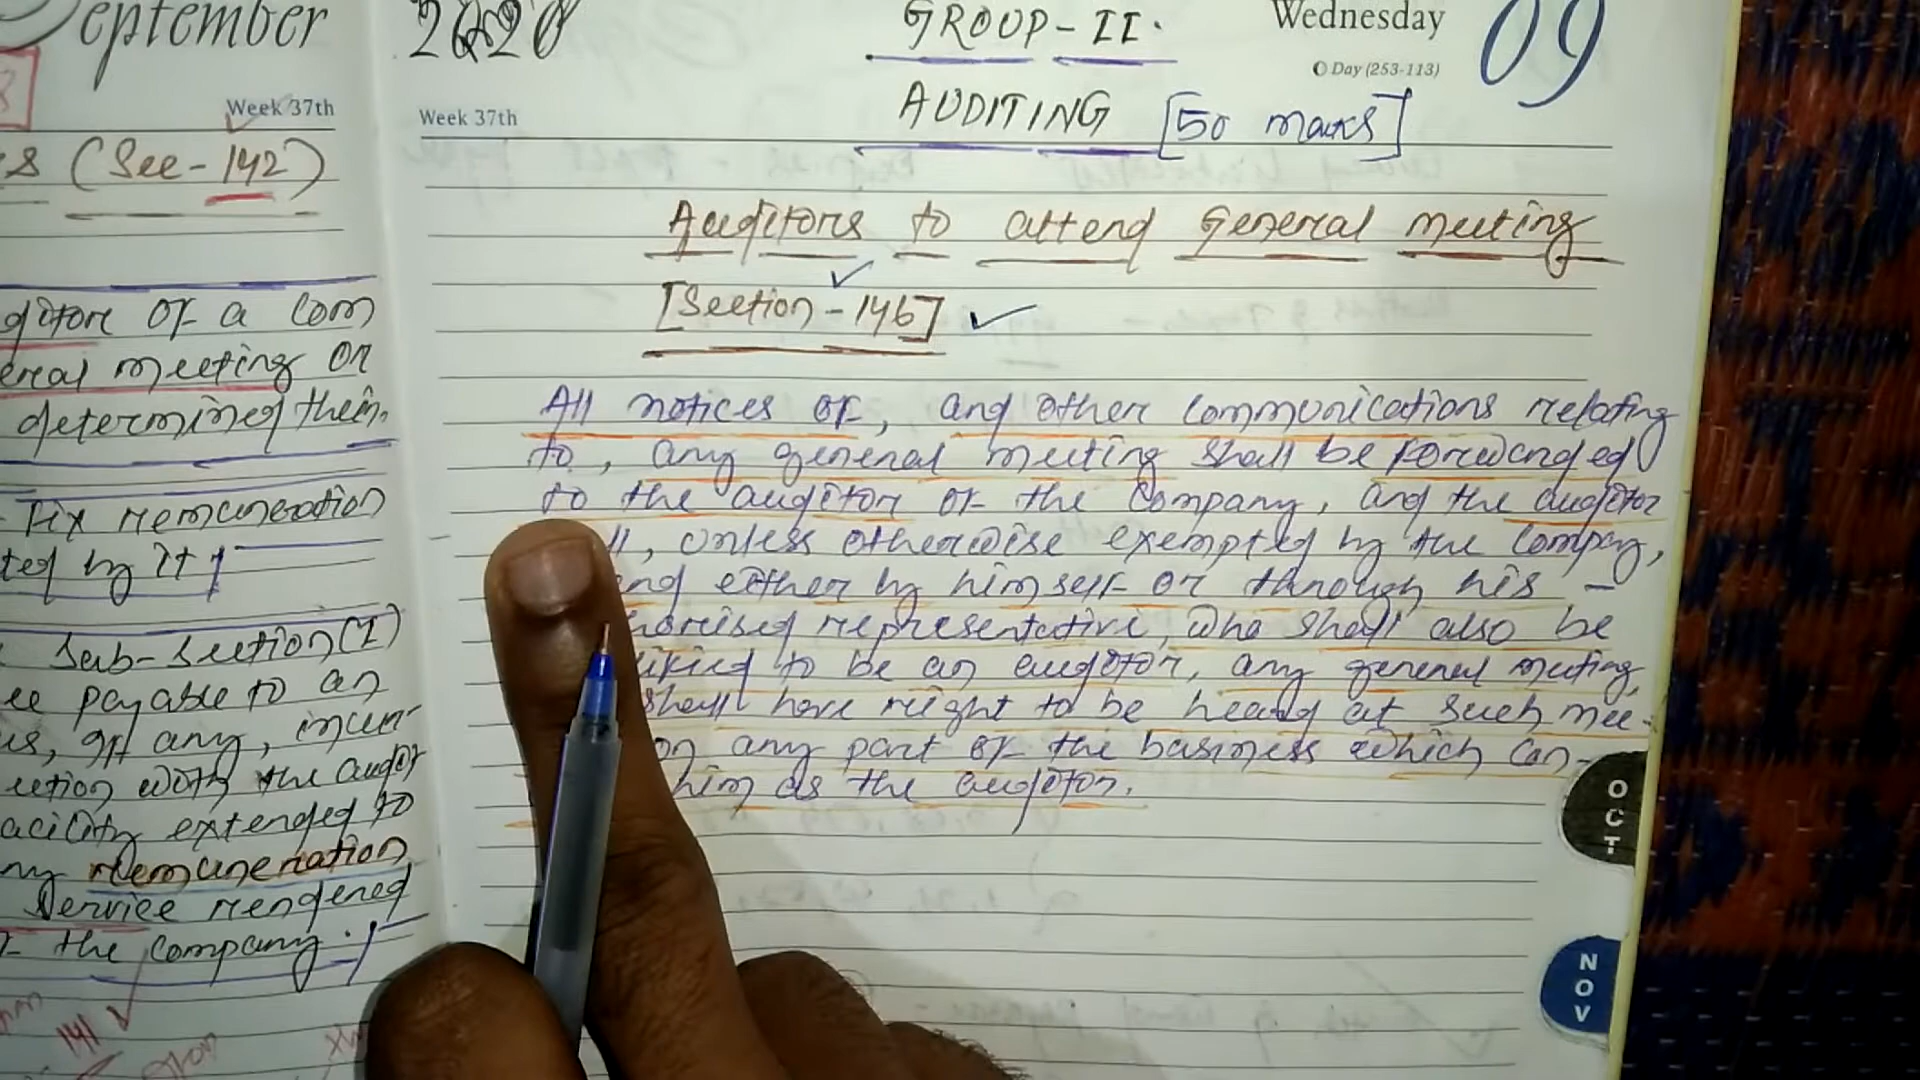 September
Week 37th
(See-142)
OF a Com
meeting OR
determined them.
Fix remuneration
by it
Sub-Section (I)
payable to an
if any, incur-
with the audit
extended to
remuneration
Service rendered
the company.
141
2020
Week 37th
GROUP-II.
Wednesday
09
Day (253-113)
AUDITING [50 marks]
Auditors to attend General meeting
[Section-146]
All notices of, and other communications relating
to, any general meeting shall be forwarded
to the auditor of the company, and the auditor
, unless otherwise exempted by the company,
either by himself or through his -
representative, who shall also be
to be an auditor, any general meeting,
shall have right to be heard at such mee-
on any part of the business which con-
him as the auditor.
OCT
NOV